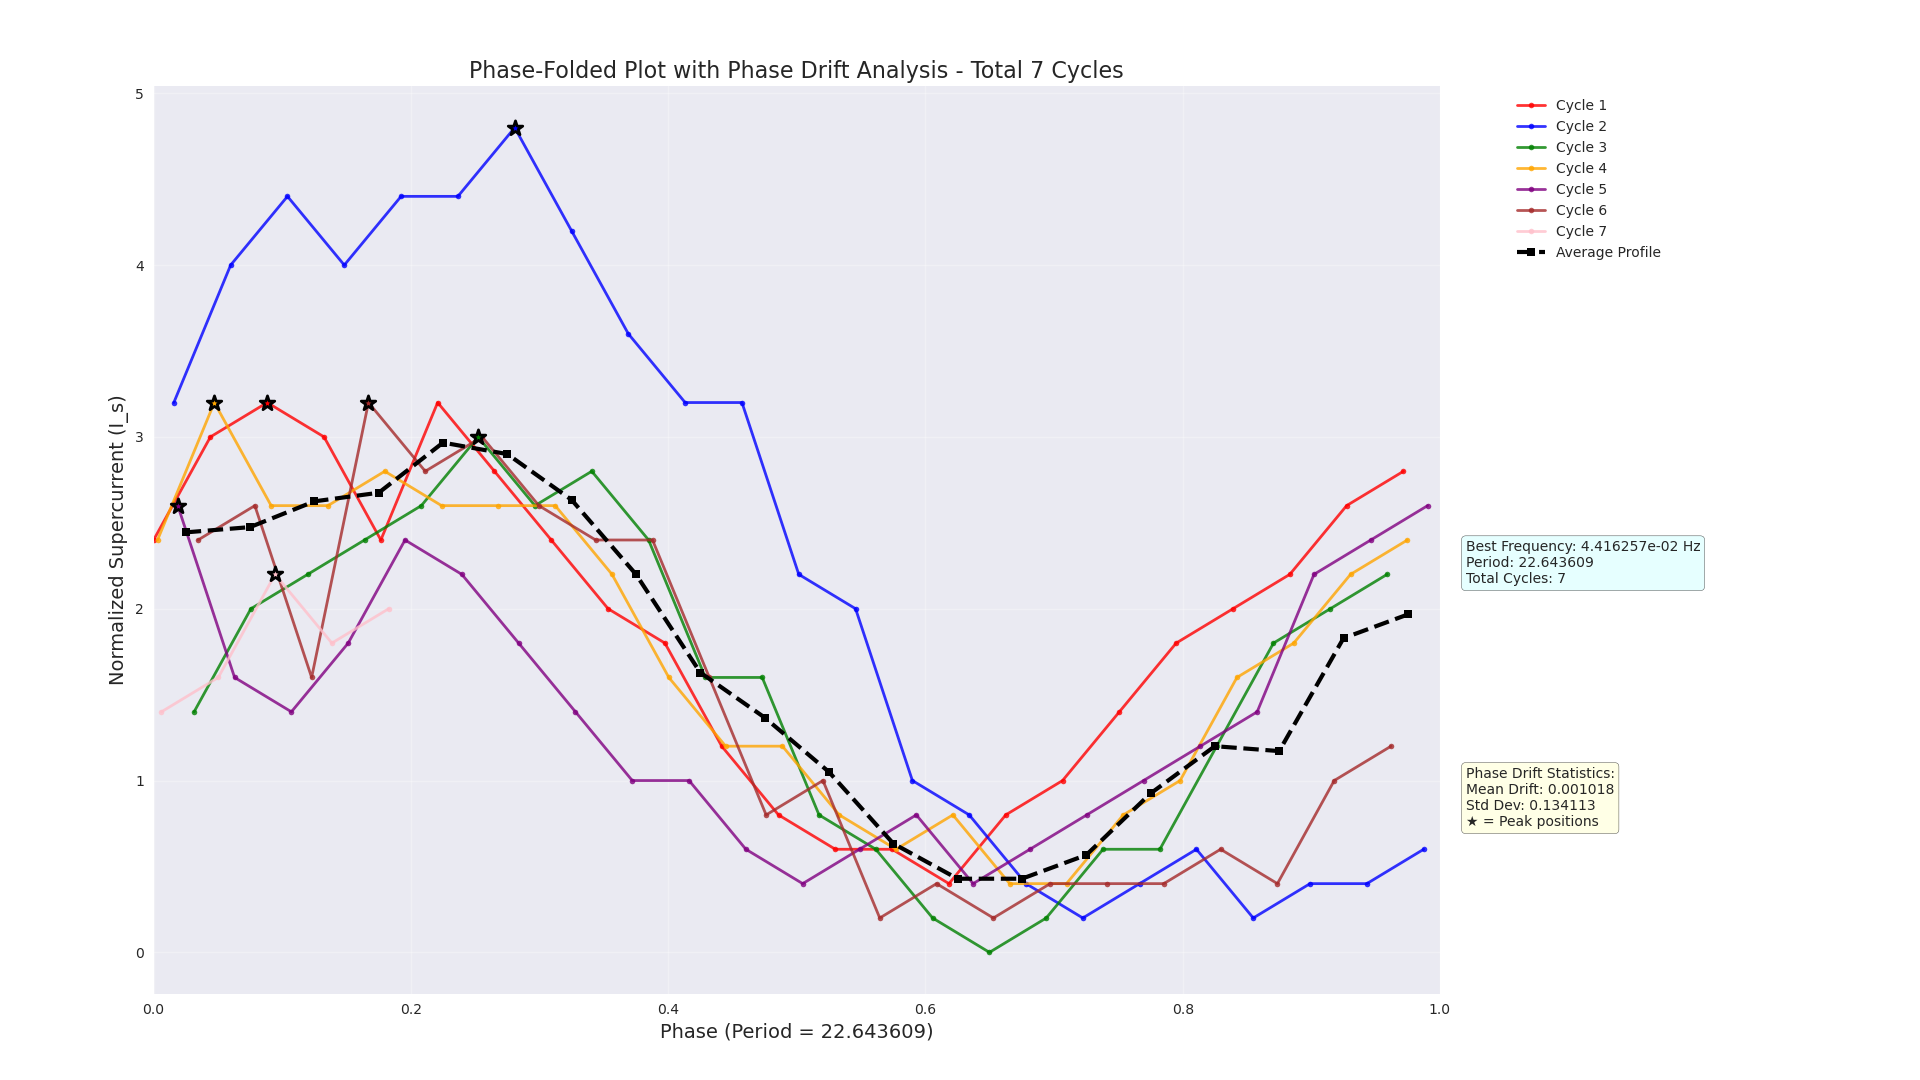 Phase-Folded Plot with Phase Drift Analysis - Total 7 Cycles
Normalized Supercurrent (I_s)
5
4
3
2
1
0
0.0
0.2
0.4
0.6
0.8
1.0
Phase (Period = 22.643609)
Cycle 1
Cycle 2
Cycle 3
Cycle 4
Cycle 5
Cycle 6
Cycle 7
Average Profile
Best Frequency: 4.416257e-02 Hz
Period: 22.643609
Total Cycles: 7
Phase Drift Statistics:
Mean Drift: 0.001018
Std Dev: 0.134113
★ = Peak positions